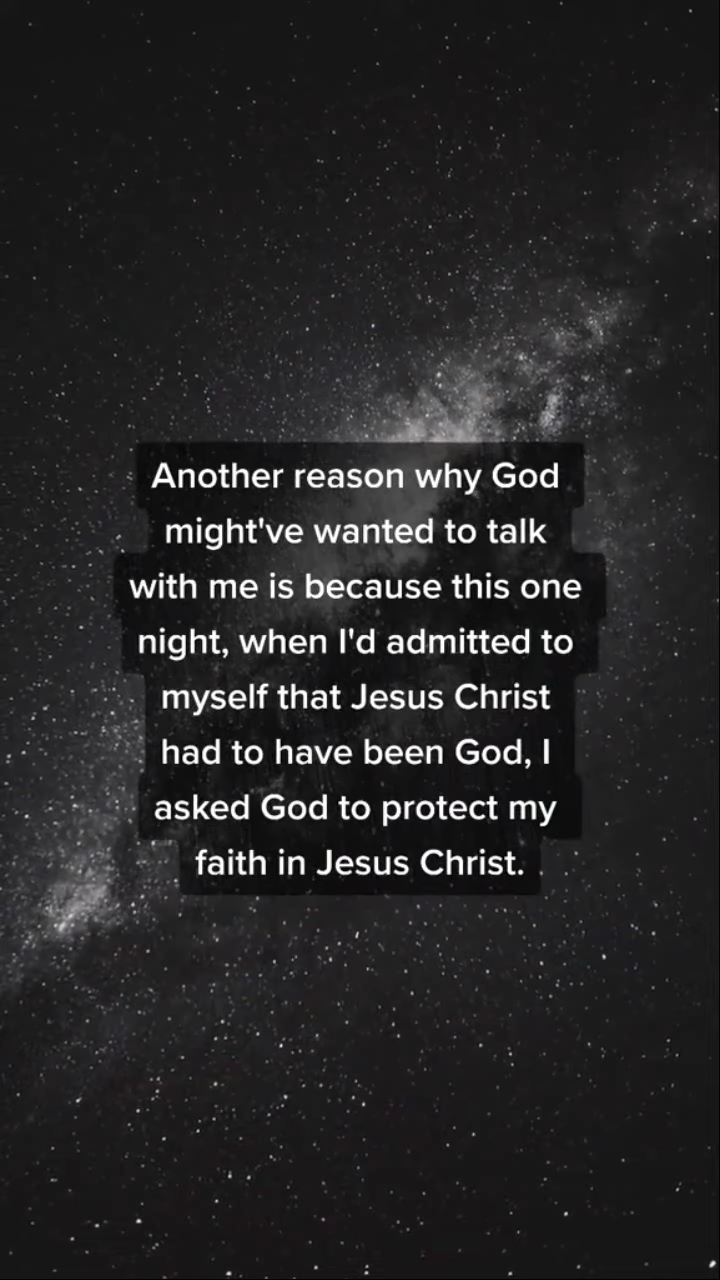 Another reason why God
might've wanted to talk
with me is because this one
night, when I'd admitted to
myself that Jesus Christ
had to have been God, I
asked God to protect my
faith in Jesus Christ.